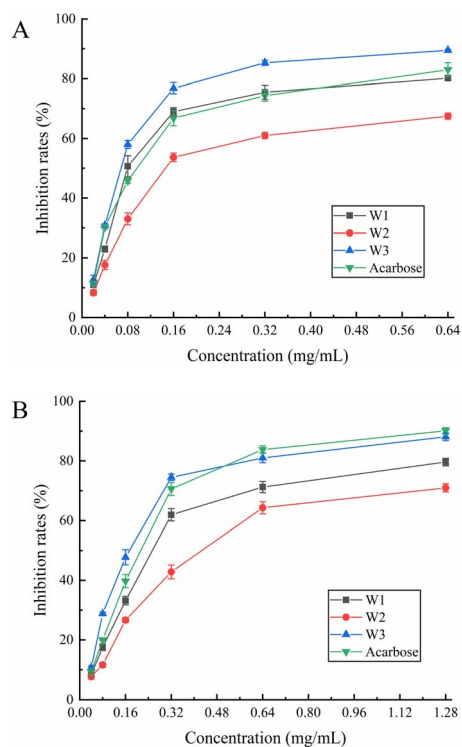 A
100
80
60
40
20
0
Inhibition rates (%)
W1
W2
W3
Acarbose
0.00 0.08 0.16 0.24 0.32 0.40 0.48 0.56 0.64
Concentration (mg/mL)
B
100
80
60
40
20
0
Inhibition rates (%)
W1
W2
W3
Acarbose
0.00 0.16 0.32 0.48 0.64 0.80 0.96 1.12 1.28
Concentration (mg/mL)